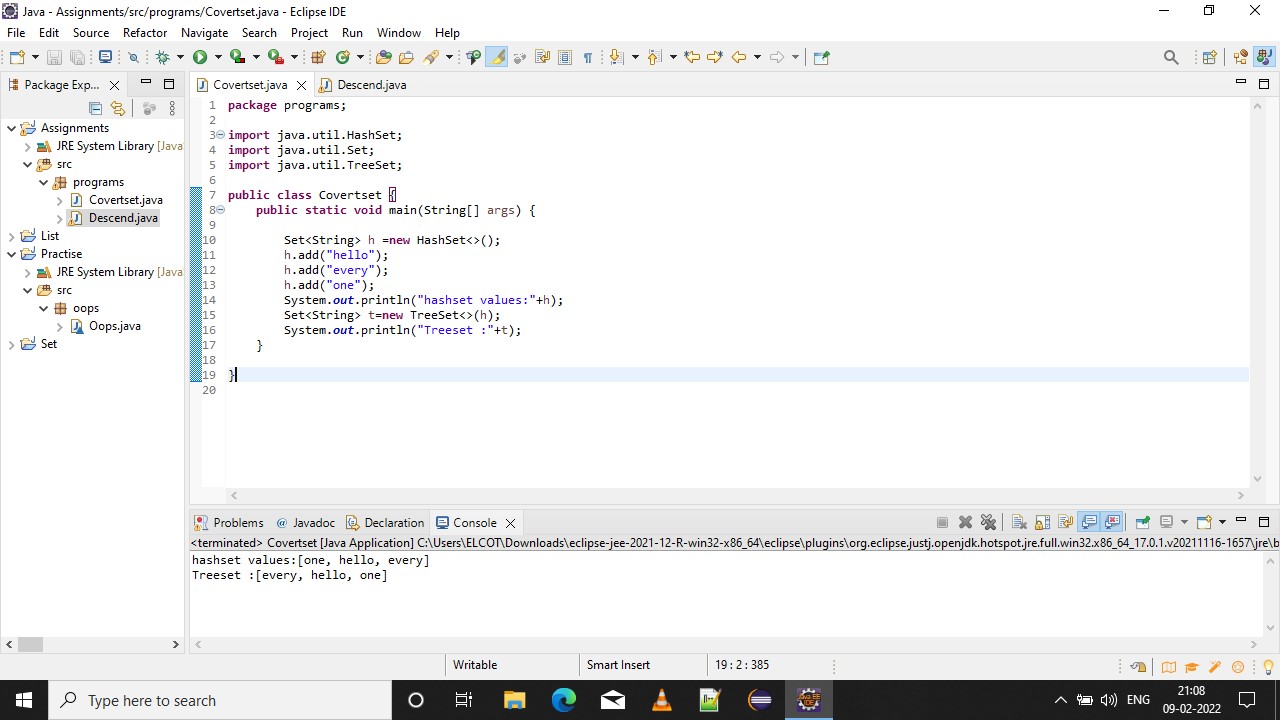 Java - Assignments/src/programs/Covertset.java - Eclipse IDE
File Edit Source Refactor Navigate Search Project Run Window Help
Package Exp...
Covertset.java
Descend.java
Assignments
JRE System Library [Java
src
programs
Covertset.java
Descend.java
List
Practise
JRE System Library [Java
src
oops
Oops.java
Set
1 package programs;
2
3 import java.util.HashSet;
4 import java.util.Set;
5 import java.util.TreeSet;
6
7 public class Covertset {
8 public static void main(String[] args) {
9
10 Set<String> h =new HashSet<>();
11 h.add("hello");
12 h.add("every");
13 h.add("one");
14 System.out.println("hashset values:"+h);
15 Set<String> t=new TreeSet<>(h);
16 System.out.println("Treeset :"+t);
17 }
18
19 }
20
Problems @ Javadoc Declaration Console
<terminated> Covertset [Java Application] C:\Users\ELCOT\Downloads\eclipse-jee-2021-12-R-win32-x86_64\eclipse\plugins\org.eclipse.justj.openjdk.hotspot.jre.full.win32.x86_64_17.0.1.v20211116-1657\jre\b
hashset values:[one, hello, every]
Treeset :[every, hello, one]
Writable Smart Insert 19 : 2 : 385
Type here to search
ENG
21:08
09-02-2022